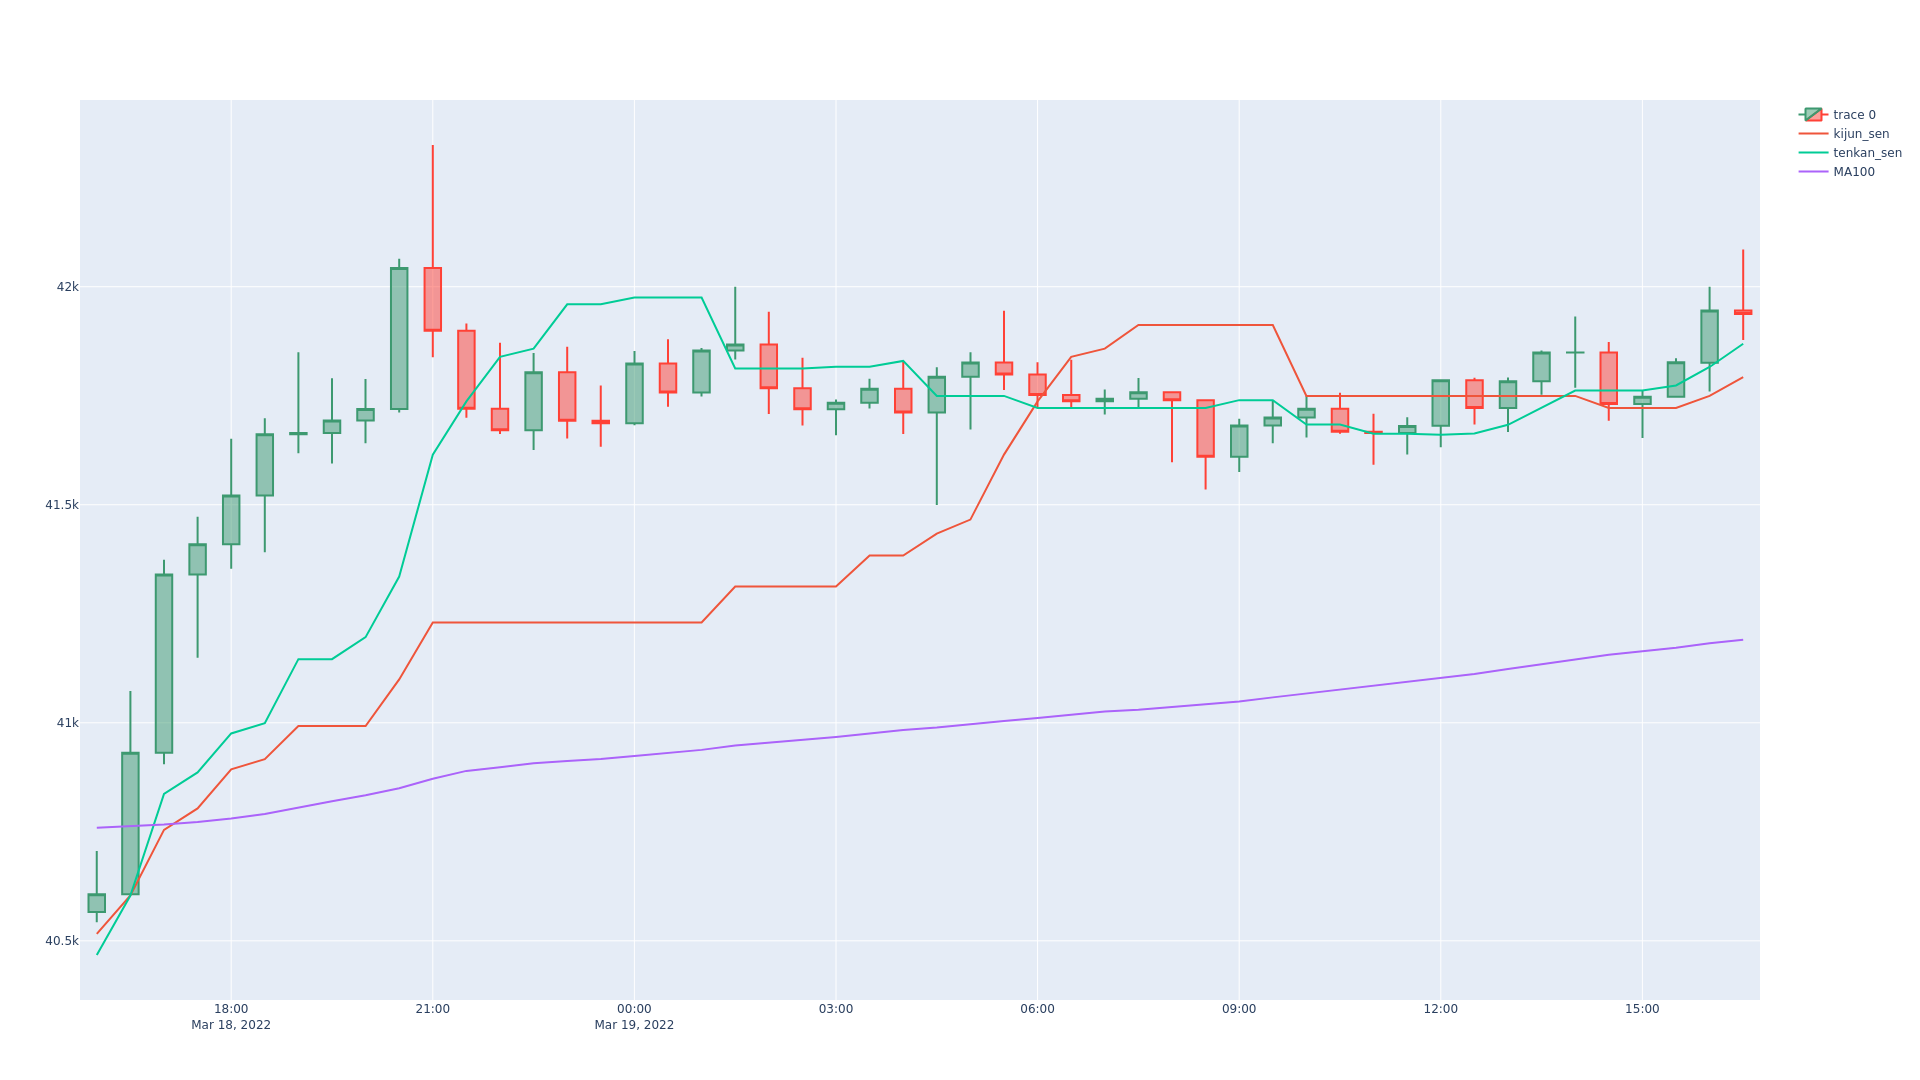 trace 0
kijun_sen
tenkan_sen
MA100
42k
41.5k
41k
40.5k
18:00 21:00 00:00 03:00 06:00 09:00 12:00 15:00
Mar 18, 2022 Mar 19, 2022